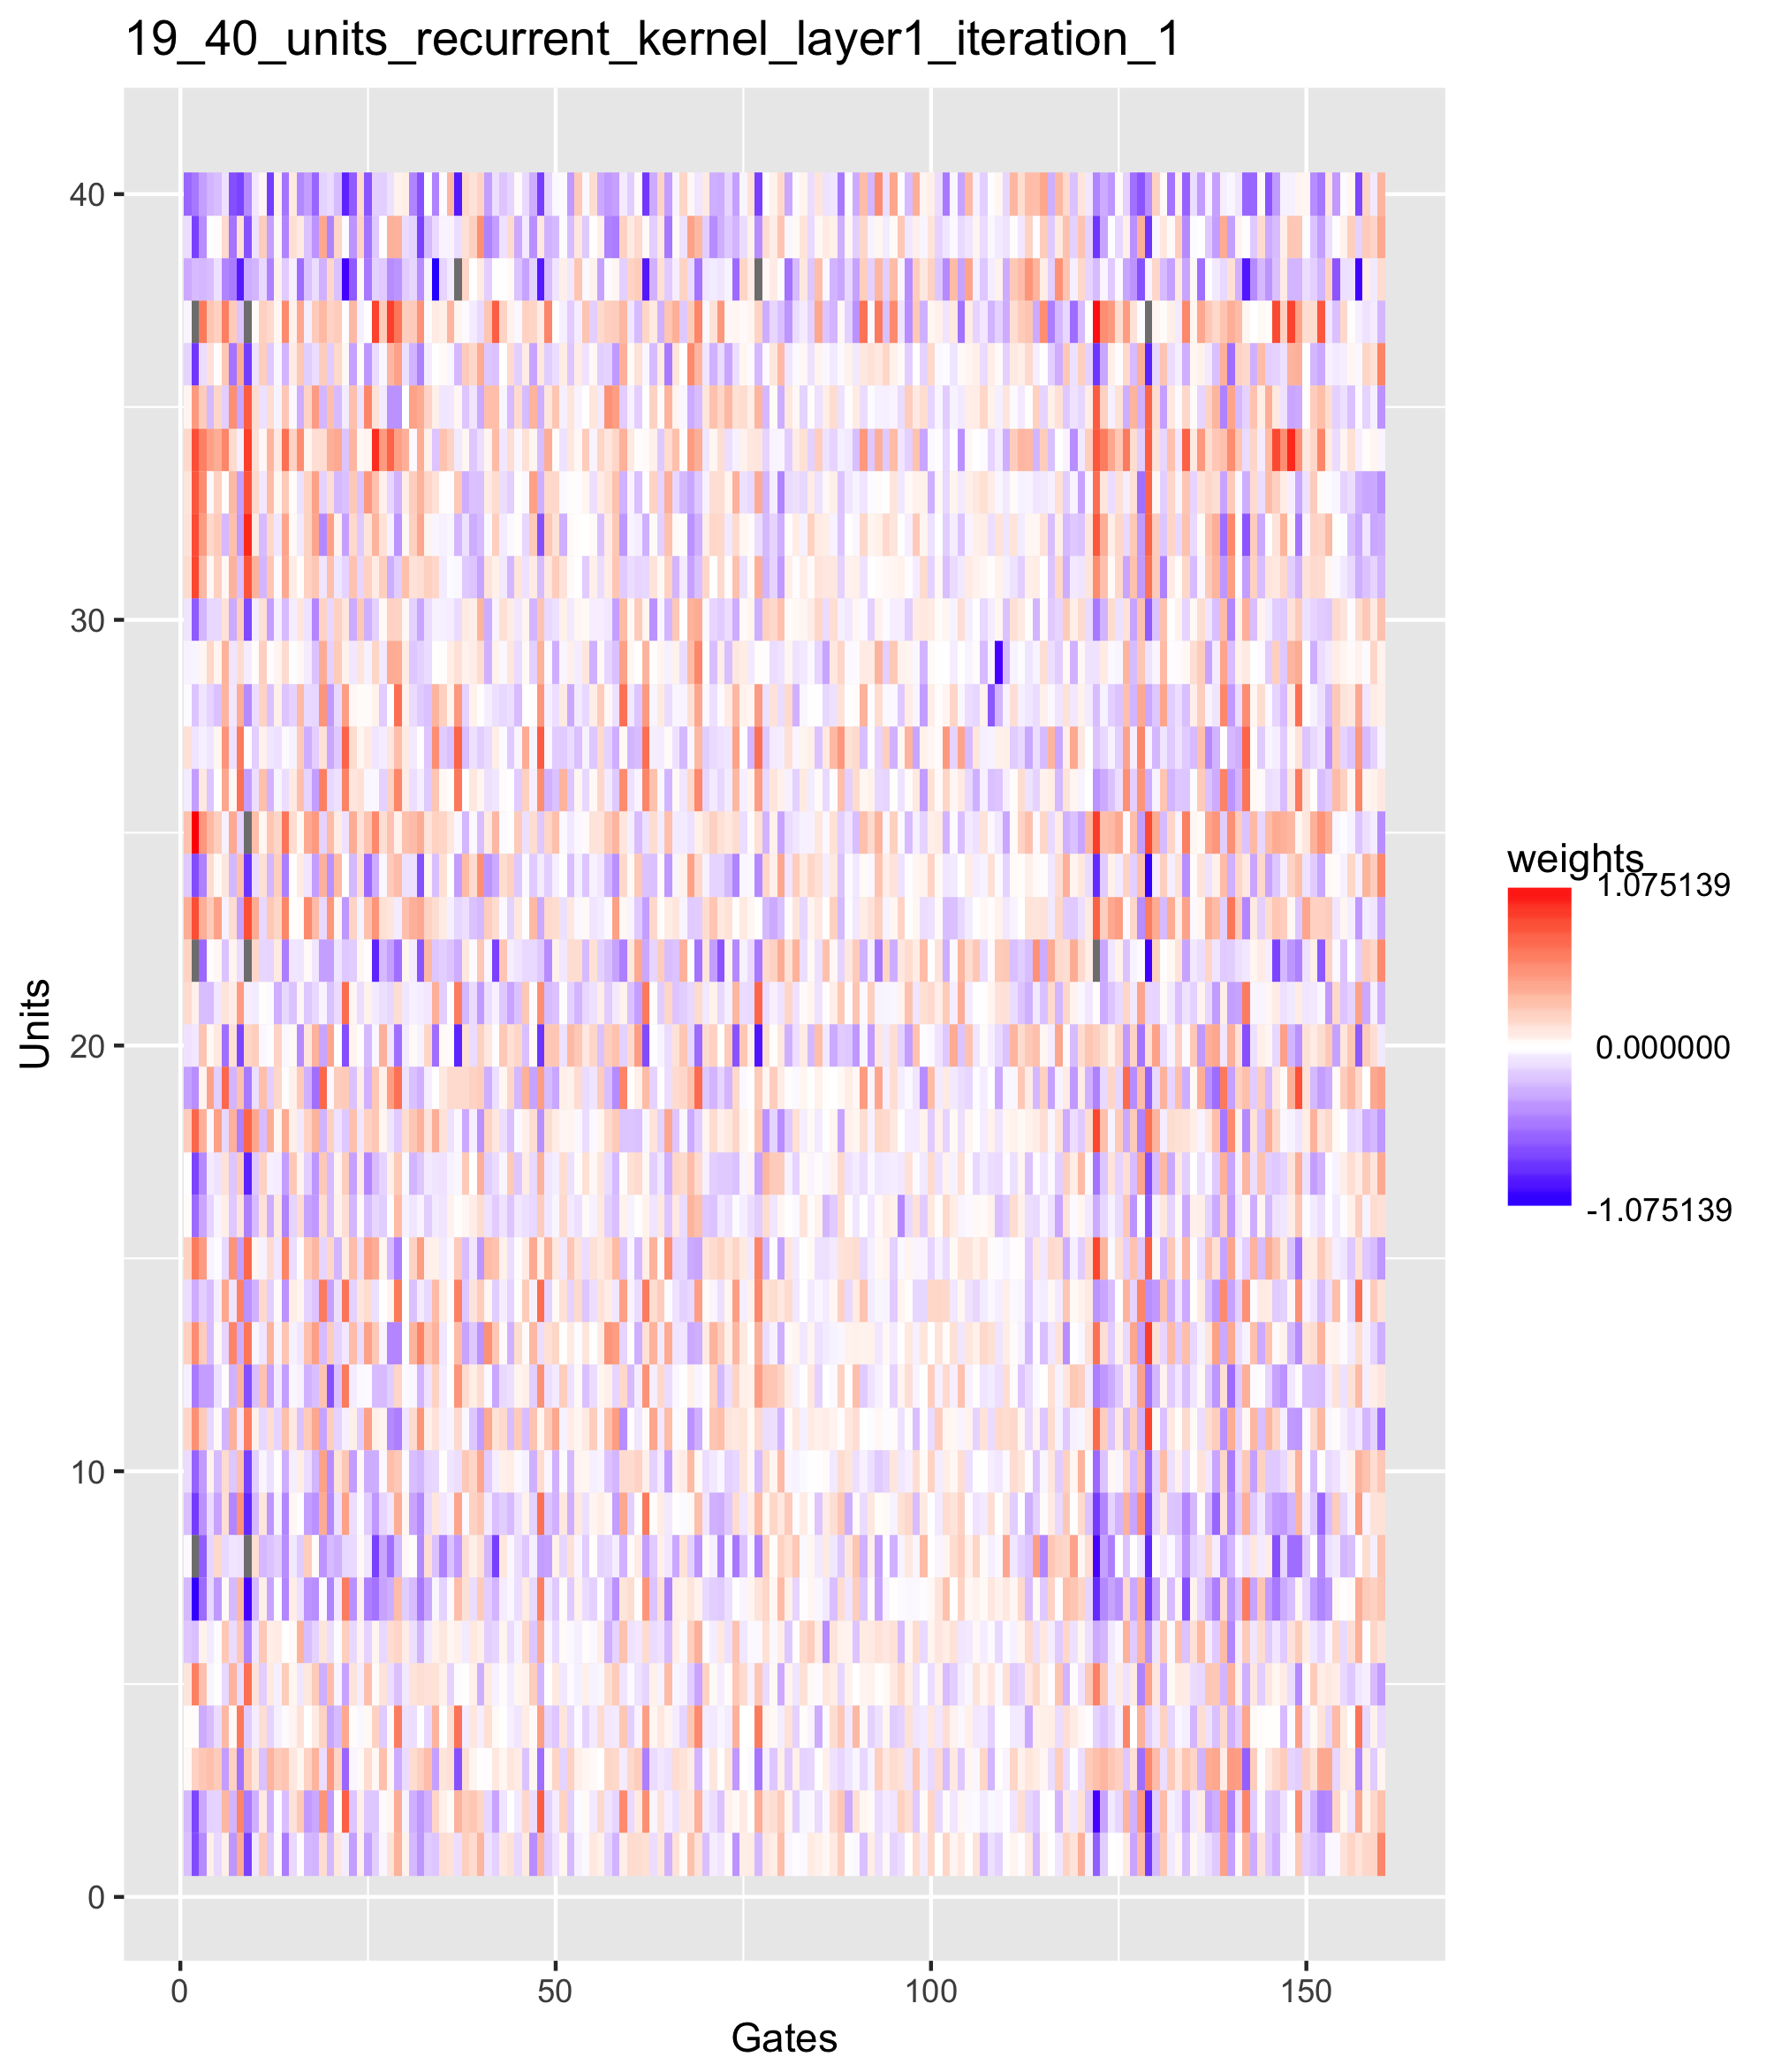 19_40_units_recurrent_kernel_layer1_iteration_1
40
30
20
10
0
Units
0 50 100 150
Gates
weights
1.075139
0.000000
-1.075139